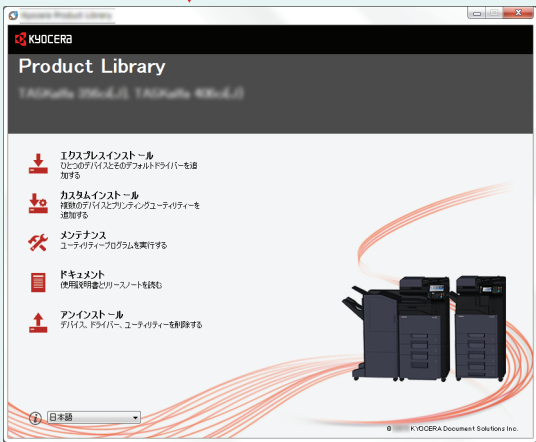 KYOCERA
Product Library
エクスプレスインストール
ひとつのデバイスとそのデフォルトドライバーを追
加する
カスタムインストール
複数のデバイスとプリンティングユーティリティーを
追加する
メンテナンス
ユーティリティープログラムを実行する
ドキュメント
使用説明書とリリースノートを読む
アンインストール
デバイス、ドライバー、ユーティリティーを削除する
日本語
© KYOCERA Document Solutions Inc.